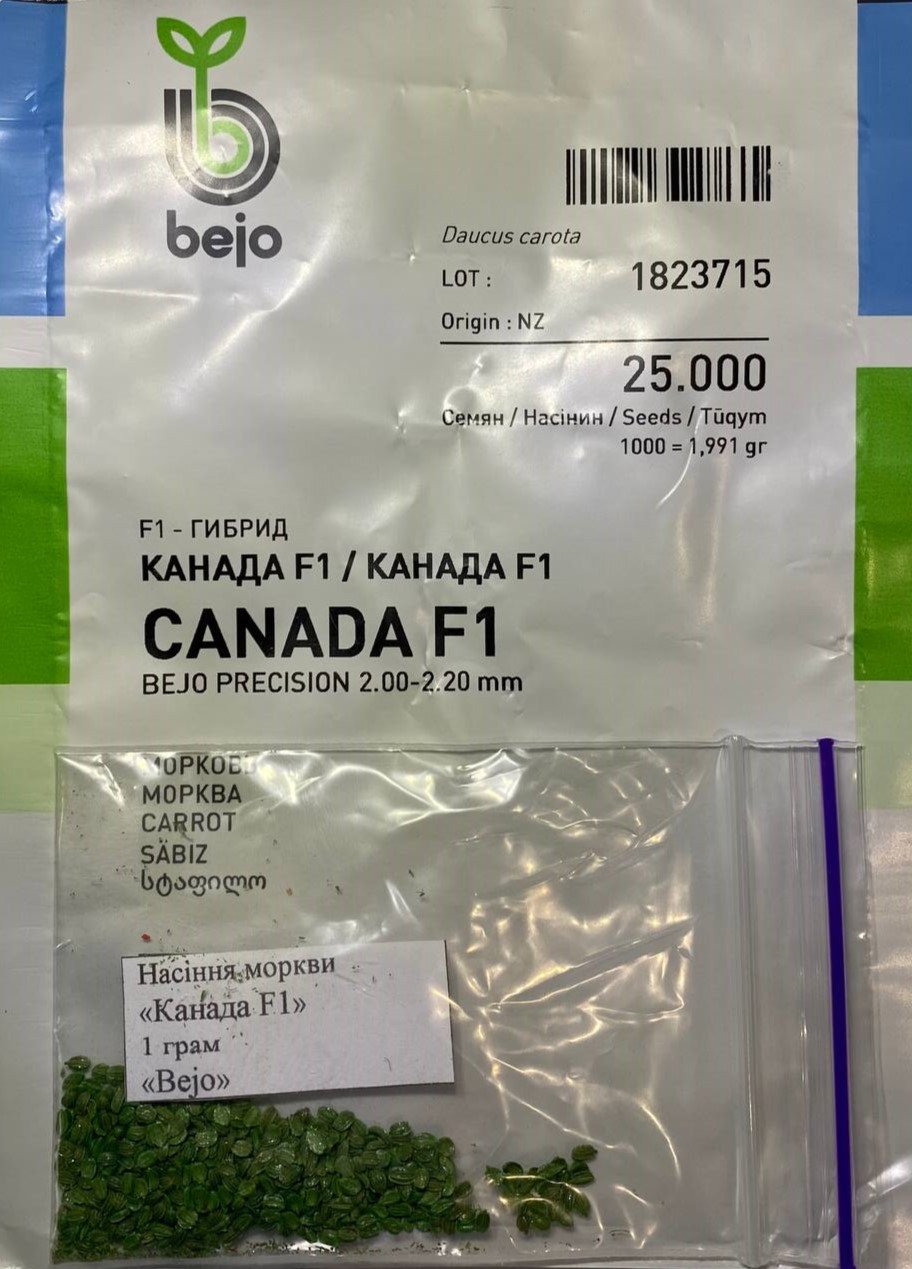 bejo
Daucus carota
LOT : 1823715
Origin : NZ
25.000
Семян / Насінин / Seeds / Tūqym
1000 = 1,991 gr
F1 - ГИБРИД
КАНАДА F1 / КАНАДА F1
CANADA F1
BEJO PRECISION 2.00-2.20 mm
МОРКОВЬ
МОРКВА
CARROT
SÄBIZ
სტაფილო
Насіння моркви
«Канада F1»
1 грам
«Bejo»